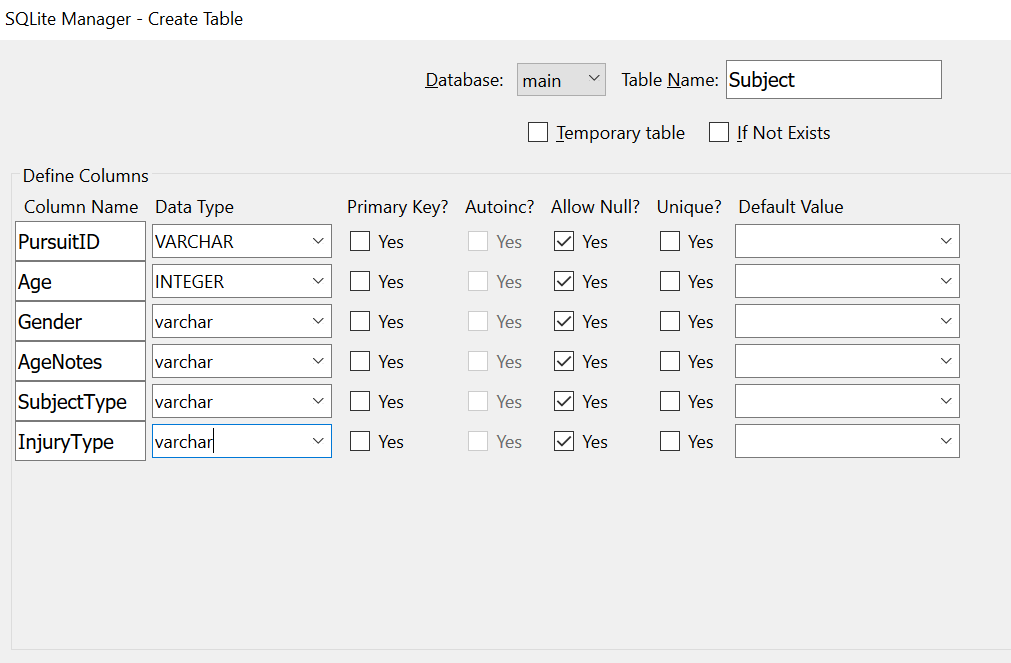 SQLite Manager - Create Table
Database: main Table Name: Subject
Temporary table If Not Exists
Define Columns
Column Name Data Type Primary Key? Autoinc? Allow Null? Unique? Default Value
PursuitID VARCHAR Yes Yes Yes Yes
Age INTEGER Yes Yes Yes Yes
Gender varchar Yes Yes Yes Yes
AgeNotes varchar Yes Yes Yes Yes
SubjectType varchar Yes Yes Yes Yes
InjuryType varchar Yes Yes Yes Yes